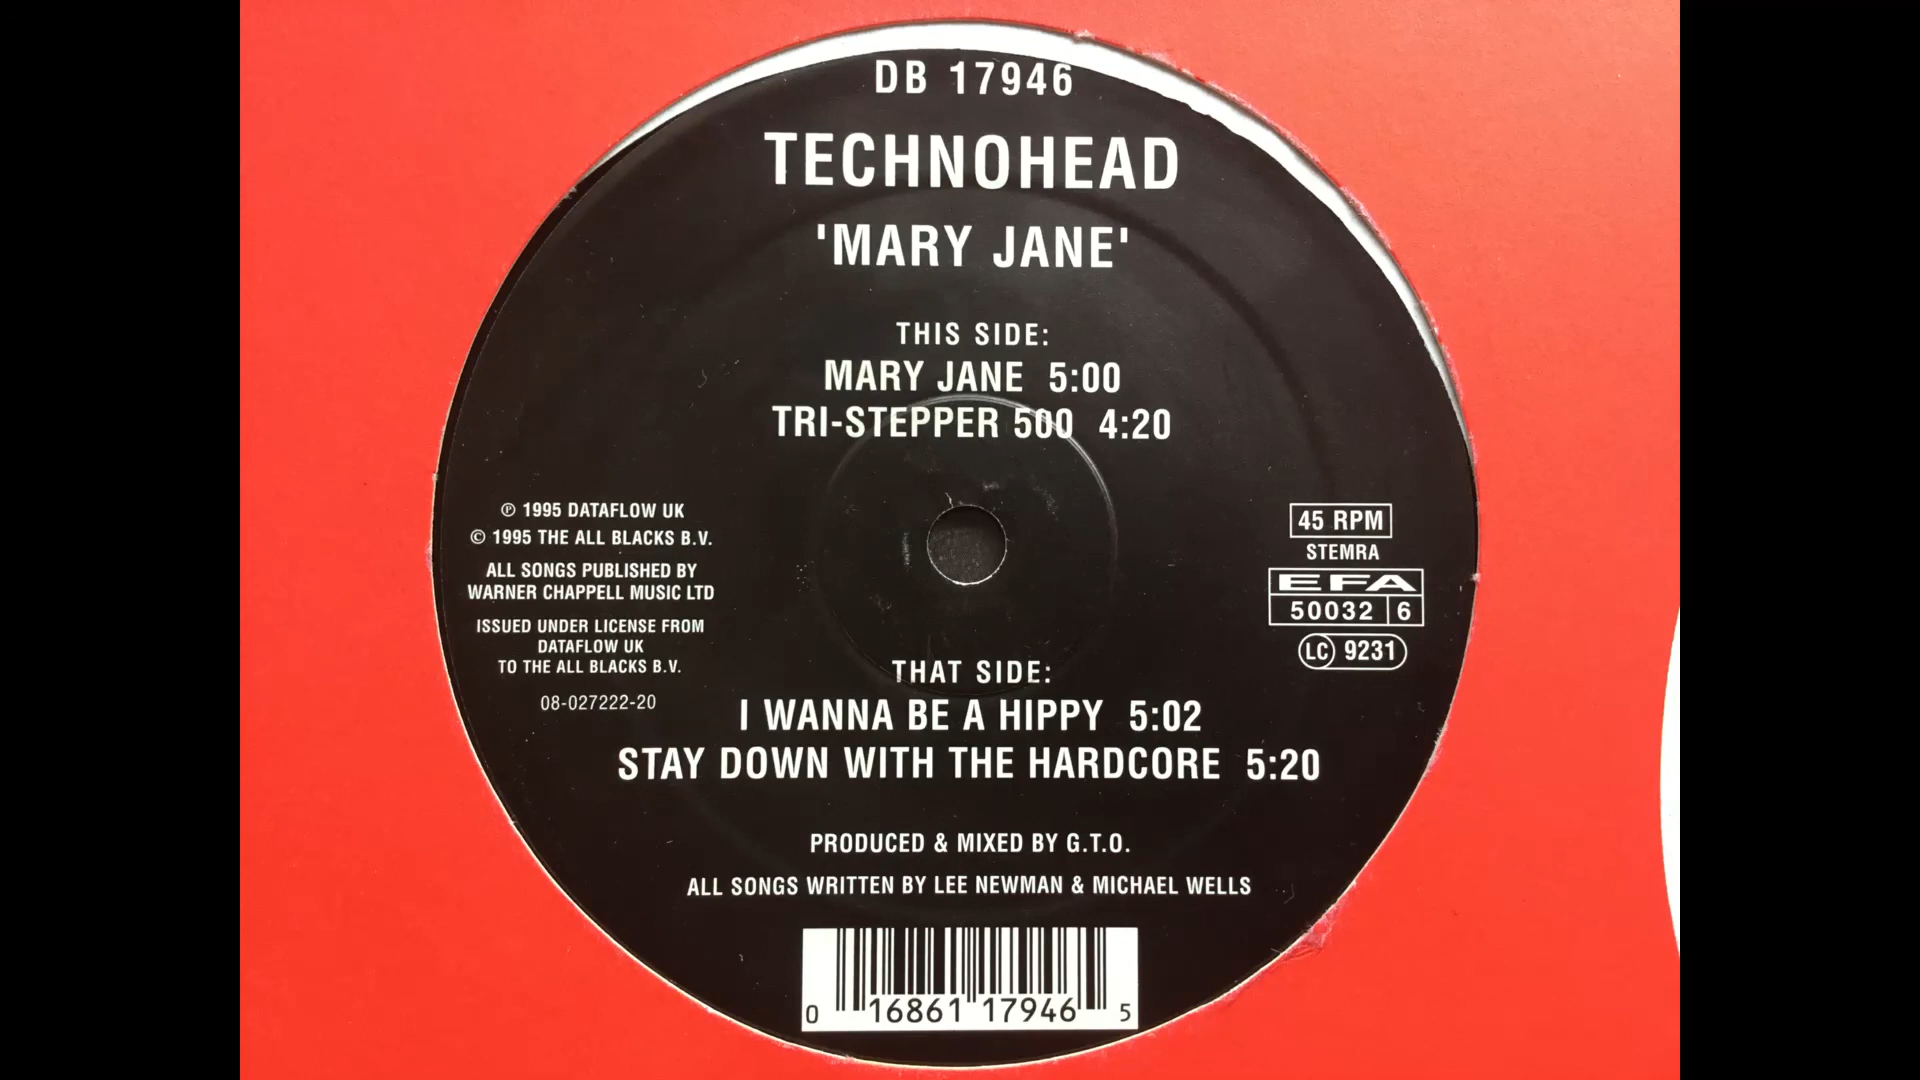 DB 17946
TECHNOHEAD
'MARY JANE'
THIS SIDE:
MARY JANE 5:00
TRI-STEPPER 500 4:20
℗ 1995 DATAFLOW UK
© 1995 THE ALL BLACKS B.V.
ALL SONGS PUBLISHED BY
WARNER CHAPPELL MUSIC LTD
ISSUED UNDER LICENSE FROM
DATAFLOW UK
TO THE ALL BLACKS B.V.
08-027222-20
45 RPM
STEMRA
EFA
50032 6
LC 9231
THAT SIDE:
I WANNA BE A HIPPY 5:02
STAY DOWN WITH THE HARDCORE 5:20
PRODUCED & MIXED BY G.T.O.
ALL SONGS WRITTEN BY LEE NEWMAN & MICHAEL WELLS
0 16861 17946 5